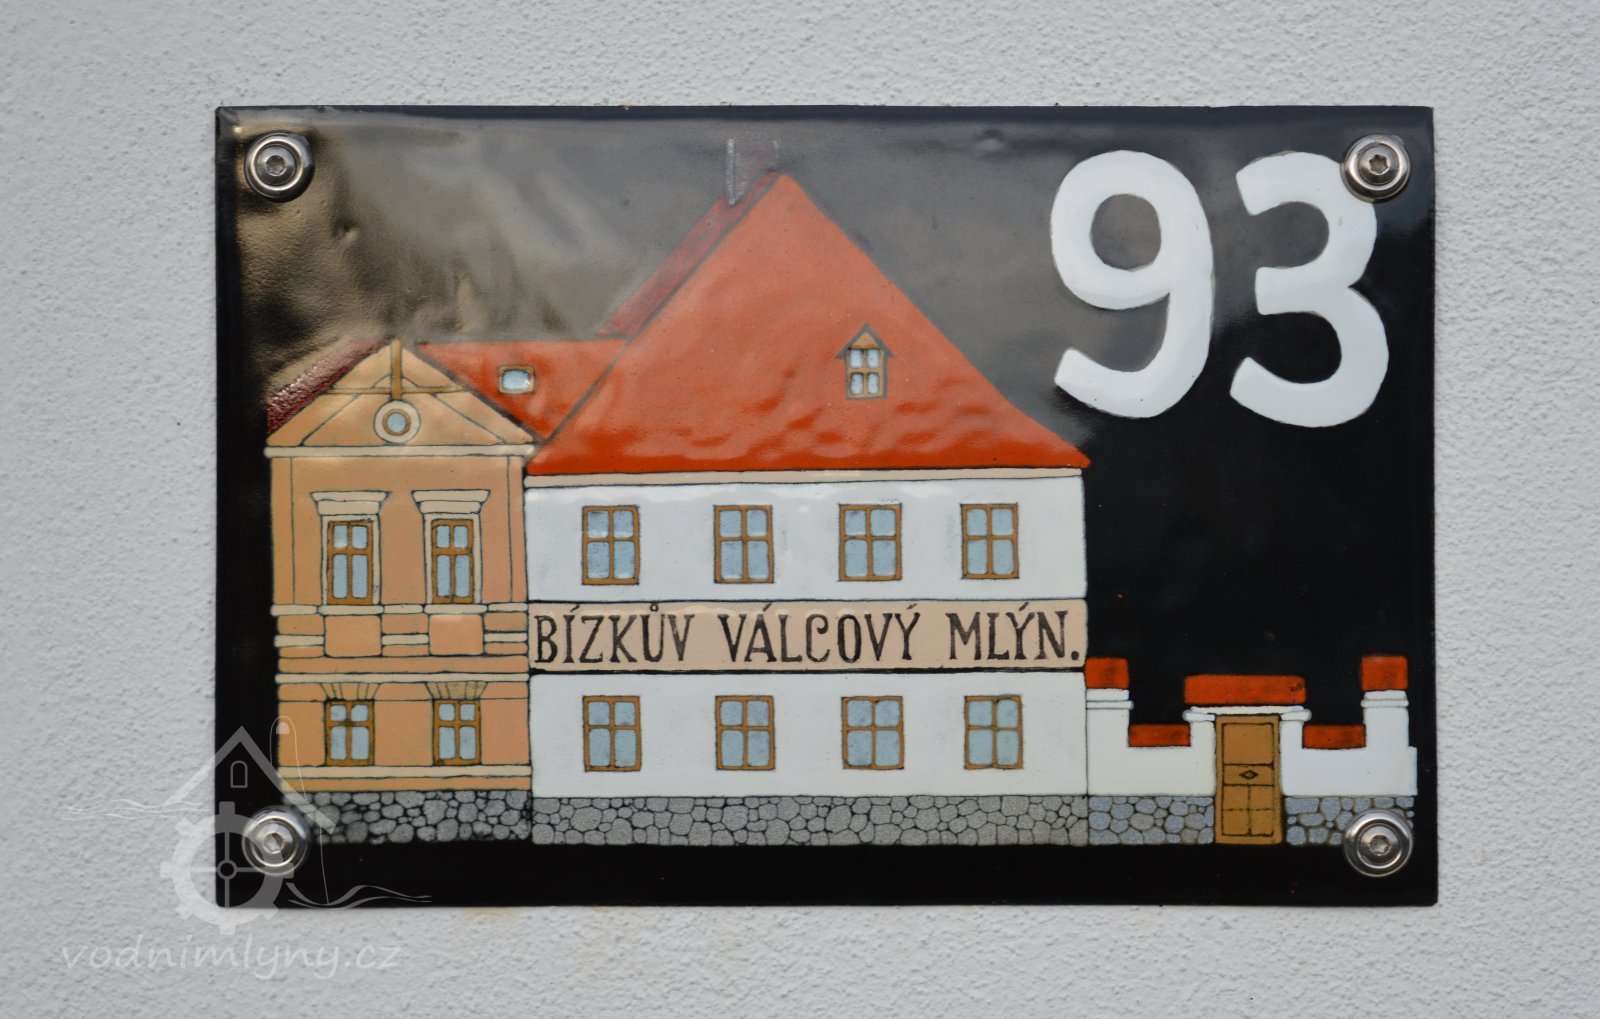 93
BÍZKŮV VÁLCOVÝ MLÝN.
vodnimlyny.cz